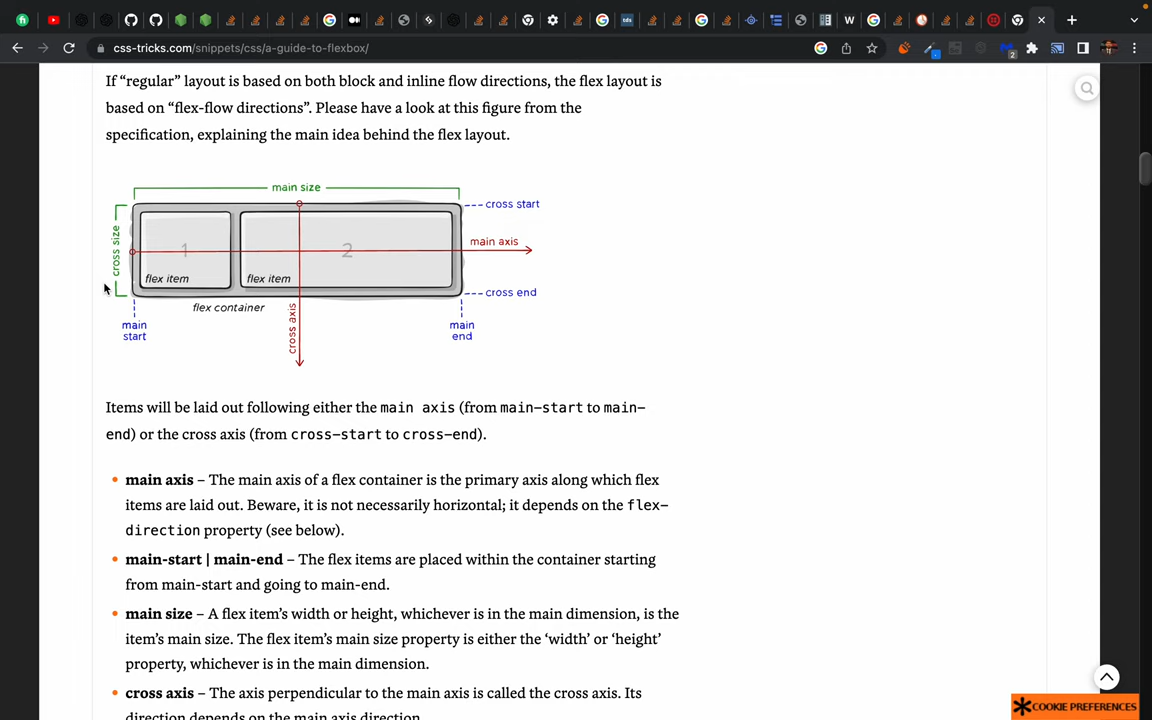 css-tricks.com/snippets/css/a-guide-to-flexbox/
2
If “regular” layout is based on both block and inline flow directions, the flex layout is
based on “flex-flow directions”. Please have a look at this figure from the
specification, explaining the main idea behind the flex layout.
main size
cross start
cross size
main axis
1
2
flex item
flex item
cross end
flex container
cross axis
main
start
main
end
Items will be laid out following either the main axis (from main-start to main-
end) or the cross axis (from cross-start to cross-end).
• main axis – The main axis of a flex container is the primary axis along which flex
items are laid out. Beware, it is not necessarily horizontal; it depends on the flex-
direction property (see below).
• main-start | main-end – The flex items are placed within the container starting
from main-start and going to main-end.
• main size – A flex item’s width or height, whichever is in the main dimension, is the
item’s main size. The flex item’s main size property is either the ‘width’ or ‘height’
property, whichever is in the main dimension.
• cross axis – The axis perpendicular to the main axis is called the cross axis. Its
direction depends on the main axis direction.
COOKIE PREFERENCES